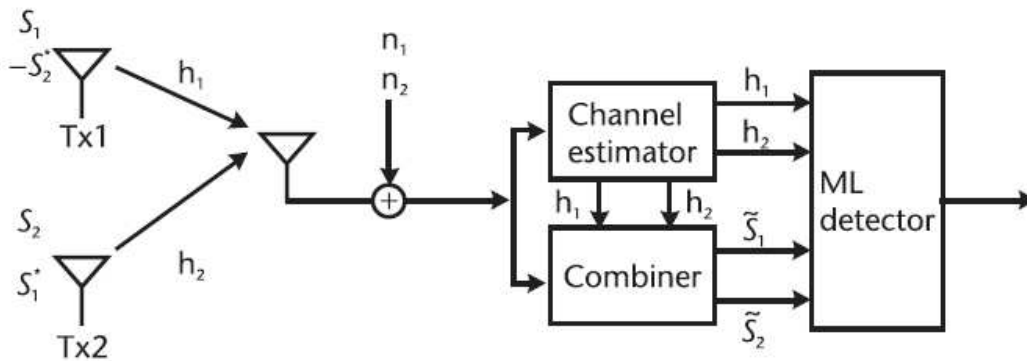 S₁
−S₂*
Tx1
h₁
S₂
S₁*
Tx2
h₂
n₁
n₂
+
Channel
estimator
h₁
h₂
h₁
h₂
Combiner
S̃₁
S̃₂
ML
detector